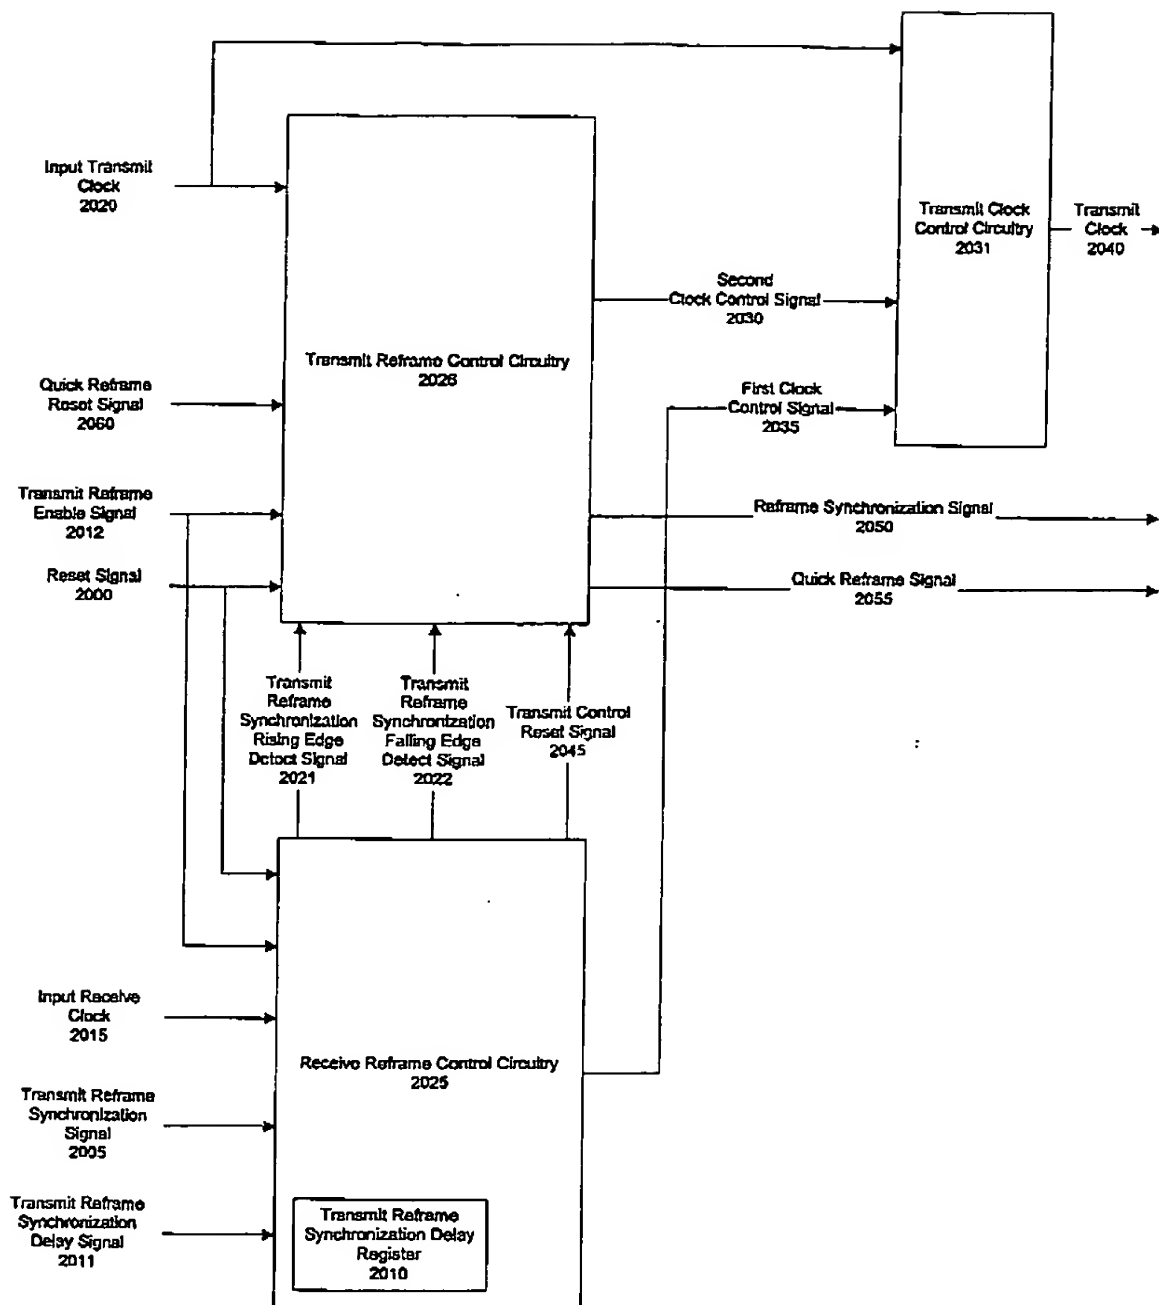 Input Transmit
Clock
2020
Transmit Clock
Control Circuitry
2031
Transmit
Clock
2040
Second
Clock Control Signal
2030
Transmit Reframe Control Circuitry
2026
Quick Reframe
Reset Signal
2060
First Clock
Control Signal
2035
Transmit Reframe
Enable Signal
2012
Reframe Synchronization Signal
2050
Reset Signal
2000
Quick Reframe Signal
2055
Transmit
Reframe
Synchronization
Rising Edge
Detect Signal
2021
Transmit
Reframe
Synchronization
Falling Edge
Detect Signal
2022
Transmit Control
Reset Signal
2045
Input Receive
Clock
2015
Receive Reframe Control Circuitry
2025
Transmit Reframe
Synchronization
Signal
2005
Transmit Reframe
Synchronization
Delay Signal
2011
Transmit Reframe
Synchronization Delay
Register
2010